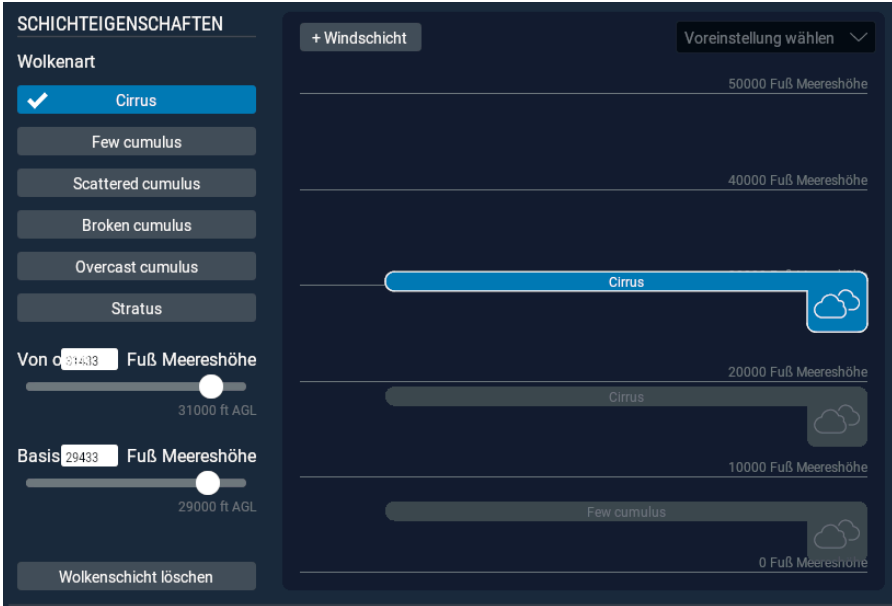 SCHICHTEIGENSCHAFTEN
Wolkenart
Cirrus
Few cumulus
Scattered cumulus
Broken cumulus
Overcast cumulus
Stratus
Von o 31433 Fuß Meereshöhe
31000 ft AGL
Basis 29433 Fuß Meereshöhe
29000 ft AGL
Wolkenschicht löschen
+ Windschicht
Voreinstellung wählen
50000 Fuß Meereshöhe
40000 Fuß Meereshöhe
Cirrus
20000 Fuß Meereshöhe
Cirrus
10000 Fuß Meereshöhe
Few cumulus
0 Fuß Meereshöhe